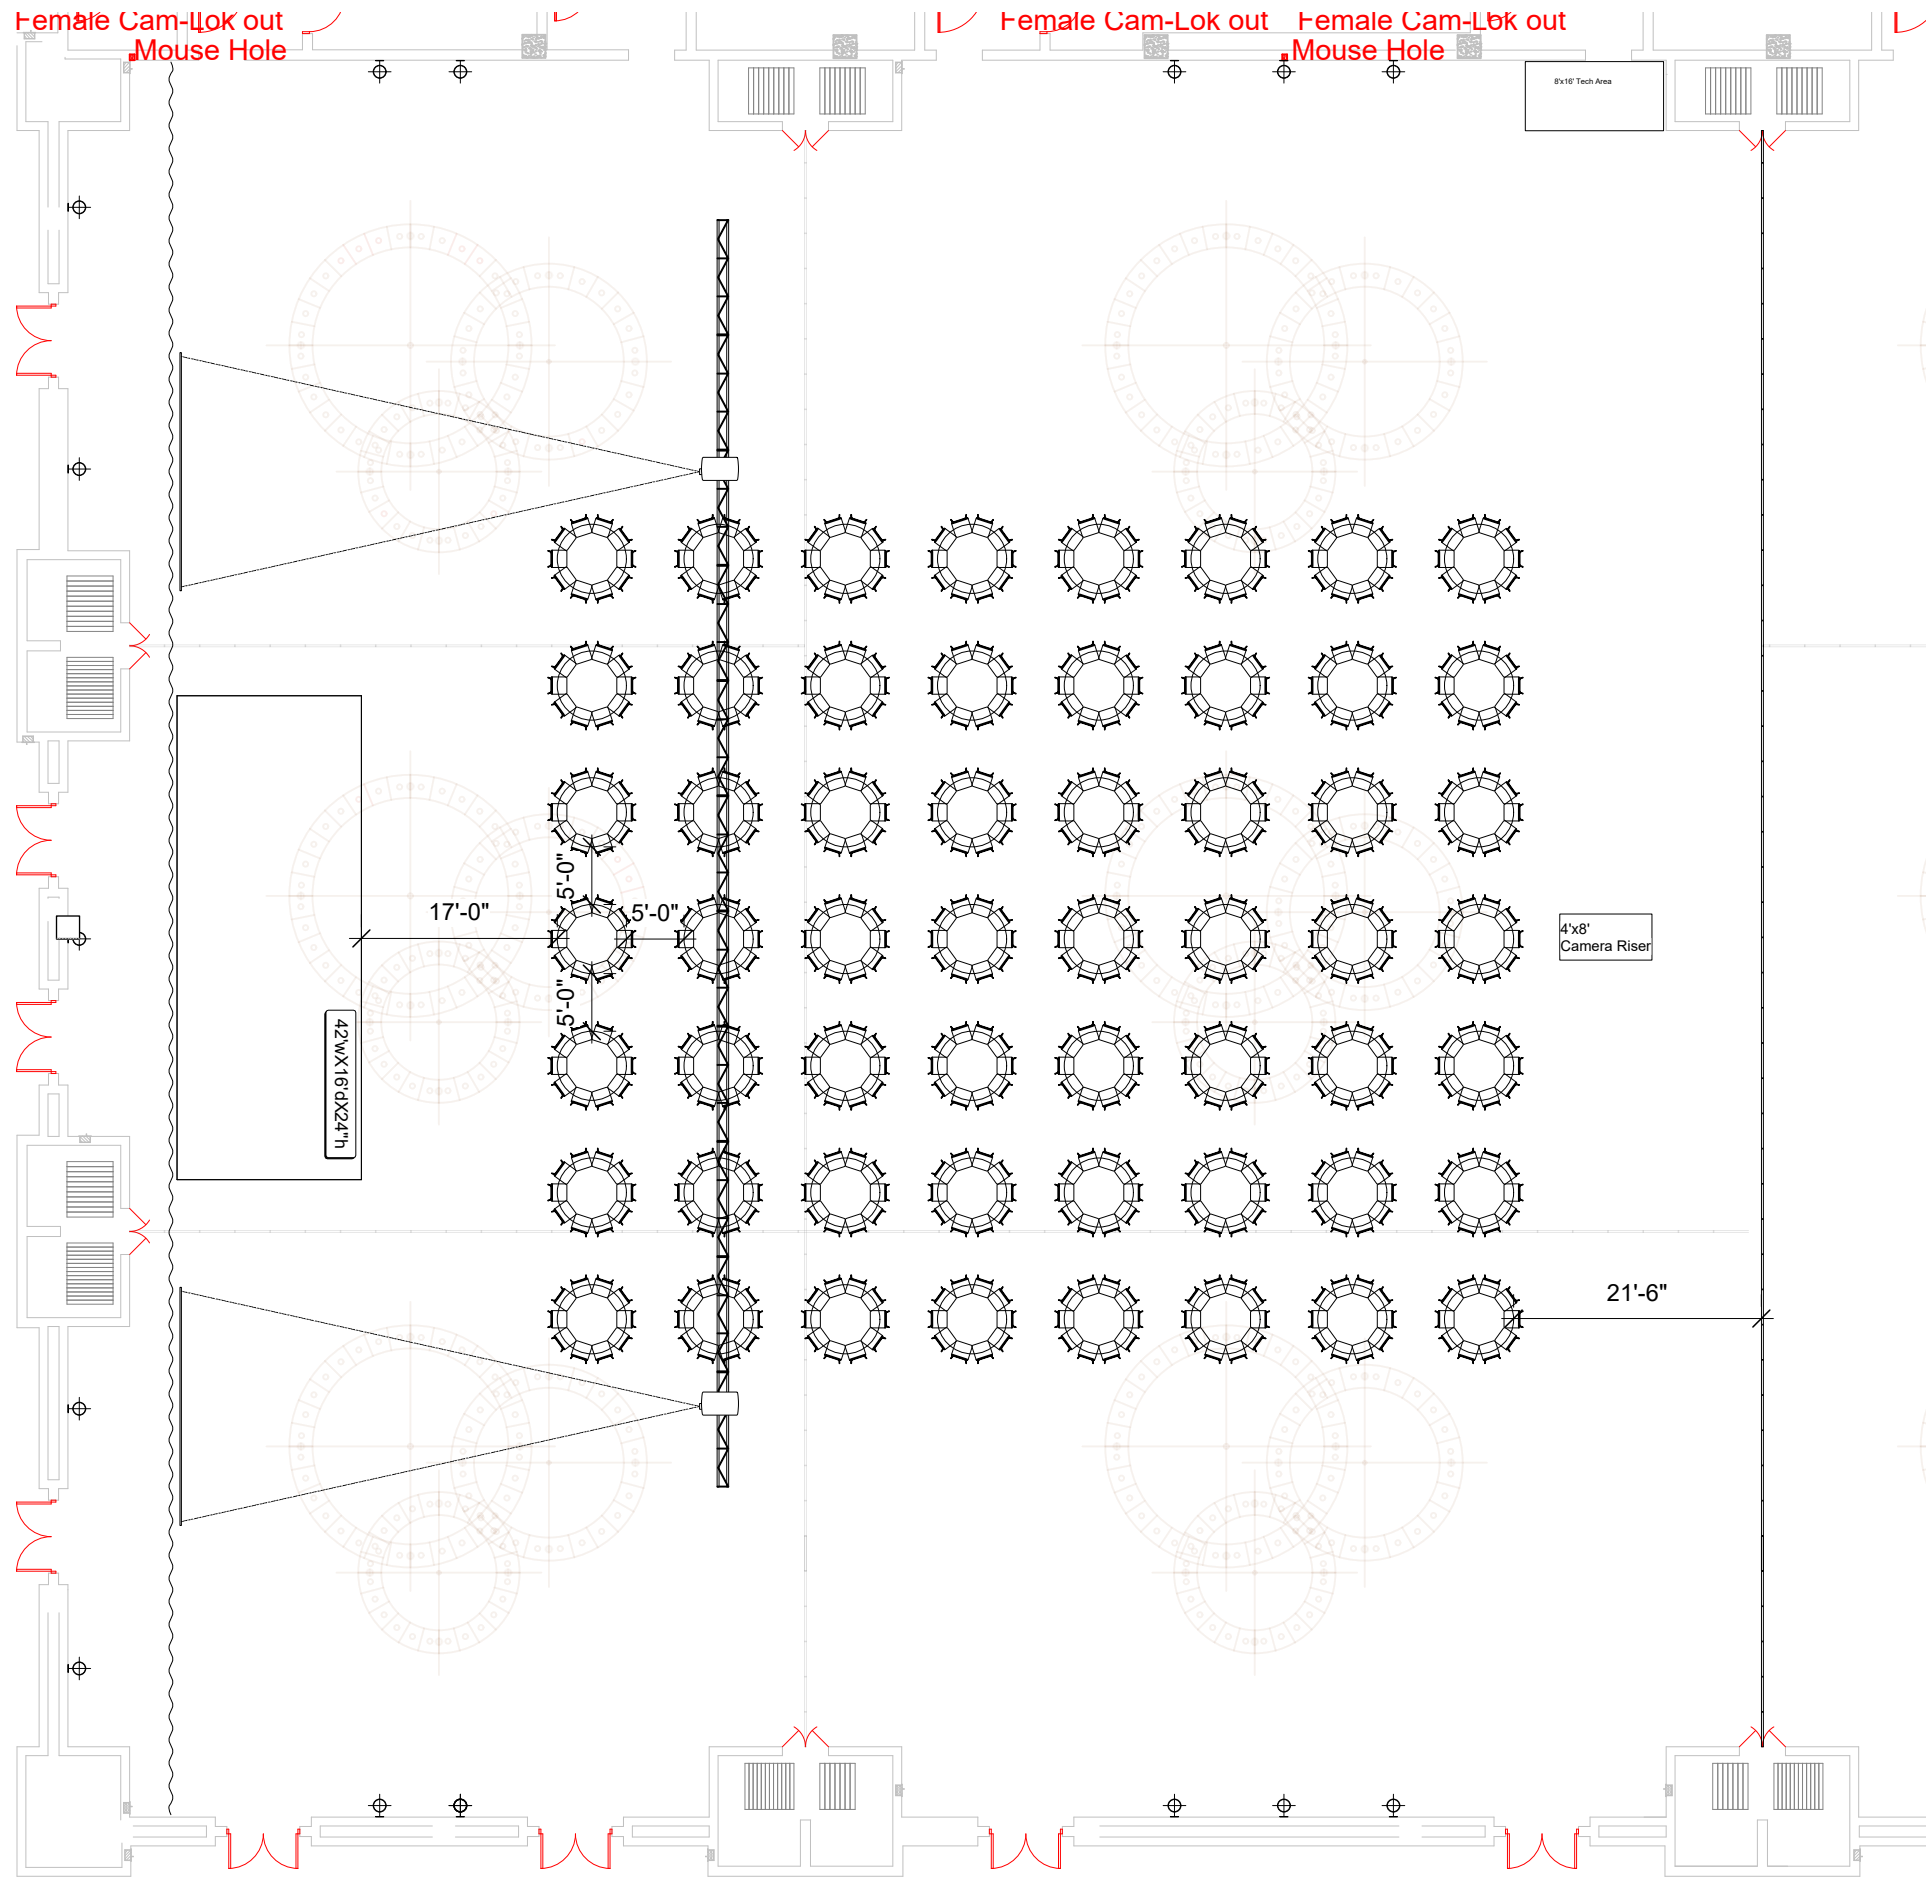 Female Cam-Lok out
Mouse Hole
Female Cam-Lok out
Female Cam-Lok out
Mouse Hole
8'x16' Tech Area
5'-0"
17'-0"
5'-0"
4'x8'
Camera Riser
5'-0"
42'wX16'dX24"h
21'-6"